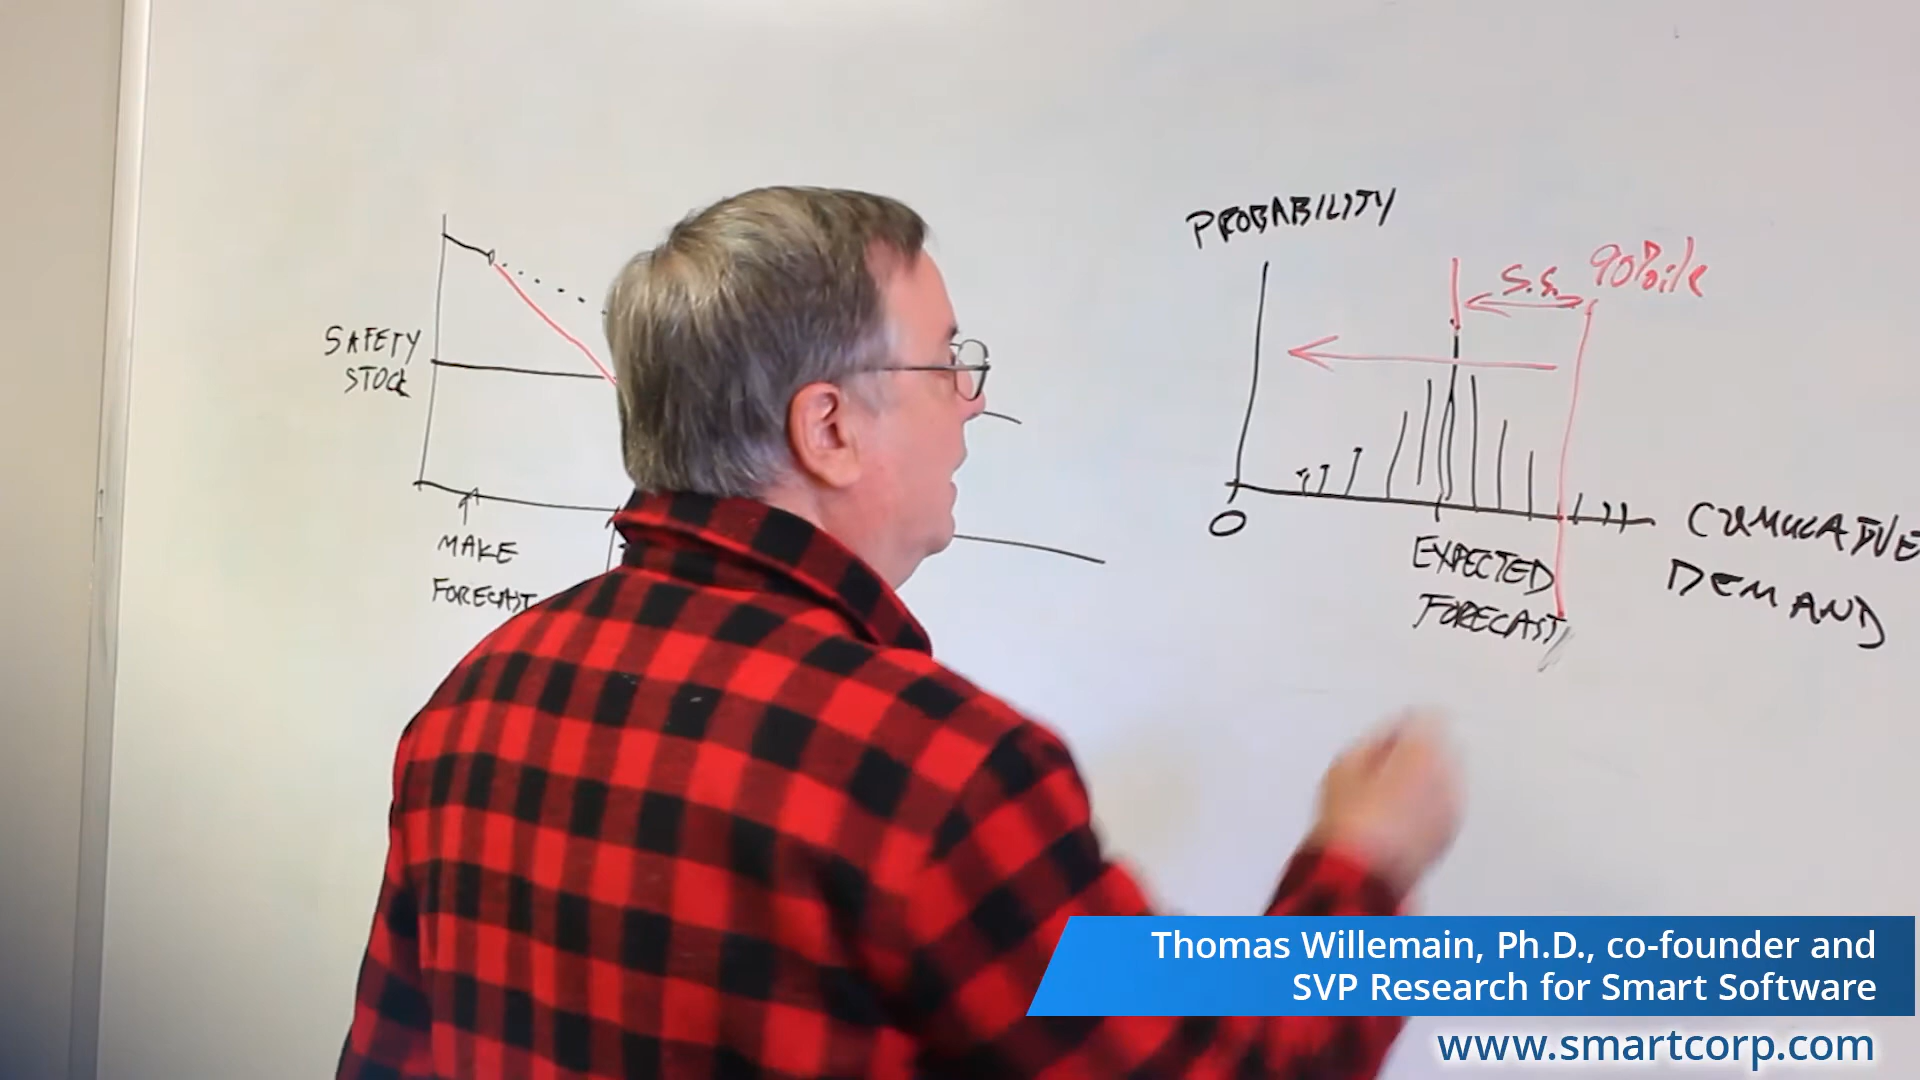 SAFETY
STOCK
MAKE
FORECAST
PROBABILITY
S.S.
90%ile
0
EXPECTED
FORECAST
CUMULATIVE
DEMAND
Thomas Willemain, Ph.D., co-founder and
SVP Research for Smart Software
www.smartcorp.com